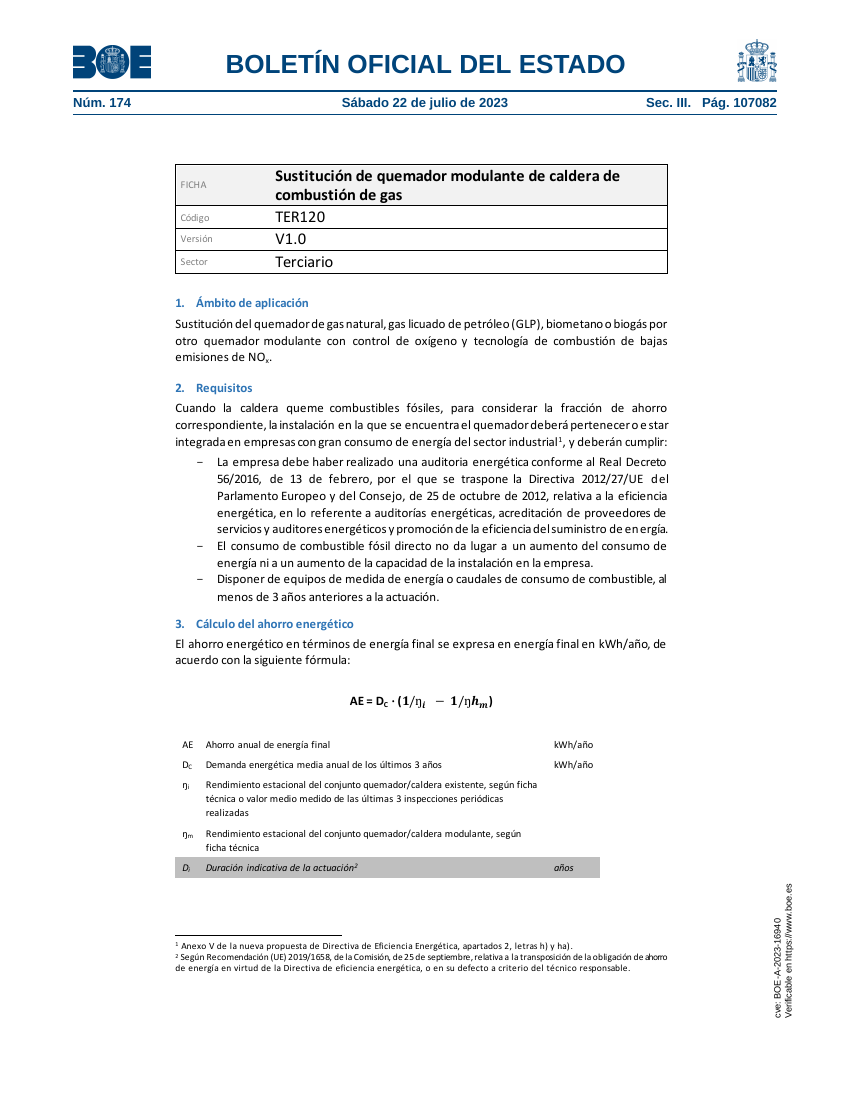 BOE
BOLETÍN OFICIAL DEL ESTADO
Núm. 174 Sábado 22 de julio de 2023 Sec. III. Pág. 107082
FICHA Sustitución de quemador modulante de caldera de
combustión de gas
Código TER120
Versión V1.0
Sector Terciario
1. Ámbito de aplicación
Sustitución del quemador de gas natural, gas licuado de petróleo (GLP), biometano o biogás por
otro quemador modulante con control de oxígeno y tecnología de combustión de bajas
emisiones de NOₓ.
2. Requisitos
Cuando la caldera queme combustibles fósiles, para considerar la fracción de ahorro
correspondiente, la instalación en la que se encuentra el quemador deberá pertenecer o estar
integrada en empresas con gran consumo de energía del sector industrial¹, y deberán cumplir:
− La empresa debe haber realizado una auditoria energética conforme al Real Decreto
56/2016, de 13 de febrero, por el que se traspone la Directiva 2012/27/UE del
Parlamento Europeo y del Consejo, de 25 de octubre de 2012, relativa a la eficiencia
energética, en lo referente a auditorías energéticas, acreditación de proveedores de
servicios y auditores energéticos y promoción de la eficiencia del suministro de energía.
− El consumo de combustible fósil directo no da lugar a un aumento del consumo de
energía ni a un aumento de la capacidad de la instalación en la empresa.
− Disponer de equipos de medida de energía o caudales de consumo de combustible, al
menos de 3 años anteriores a la actuación.
3. Cálculo del ahorro energético
El ahorro energético en términos de energía final se expresa en energía final en kWh/año, de
acuerdo con la siguiente fórmula:
AE = D_C · (1/ŋ_i − 1/ŋh_m)
AE Ahorro anual de energía final kWh/año
D_C Demanda energética media anual de los últimos 3 años kWh/año
ŋᵢ Rendimiento estacional del conjunto quemador/caldera existente, según ficha
técnica o valor medio medido de las últimas 3 inspecciones periódicas
realizadas
ŋₘ Rendimiento estacional del conjunto quemador/caldera modulante, según
ficha técnica
Dᵢ Duración indicativa de la actuación² años
¹ Anexo V de la nueva propuesta de Directiva de Eficiencia Energética, apartados 2, letras h) y ha).
² Según Recomendación (UE) 2019/1658, de la Comisión, de 25 de septiembre, relativa a la transposición de la obligación de ahorro
de energía en virtud de la Directiva de eficiencia energética, o en su defecto a criterio del técnico responsable.
cve: BOE-A-2023-16940
Verificable en https://www.boe.es